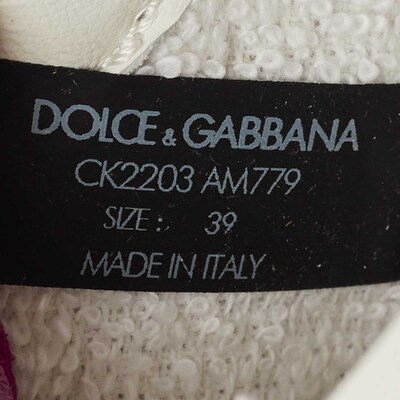 DOLCE & GABBANA
CK2203 AM779
SIZE: 39
MADE IN ITALY